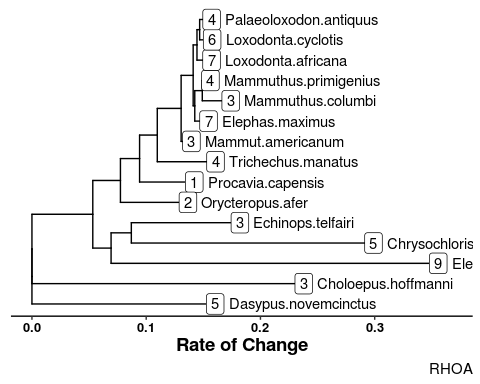 4 Palaeoloxodon.antiquus
6 Loxodonta.cyclotis
7 Loxodonta.africana
4 Mammuthus.primigenius
3 Mammuthus.columbi
7 Elephas.maximus
3 Mammut.americanum
4 Trichechus.manatus
1 Procavia.capensis
2 Orycteropus.afer
3 Echinops.telfairi
5 Chrysochloris
9 Ele
3 Choloepus.hoffmanni
5 Dasypus.novemcinctus
0.0 0.1 0.2 0.3
Rate of Change
RHOA